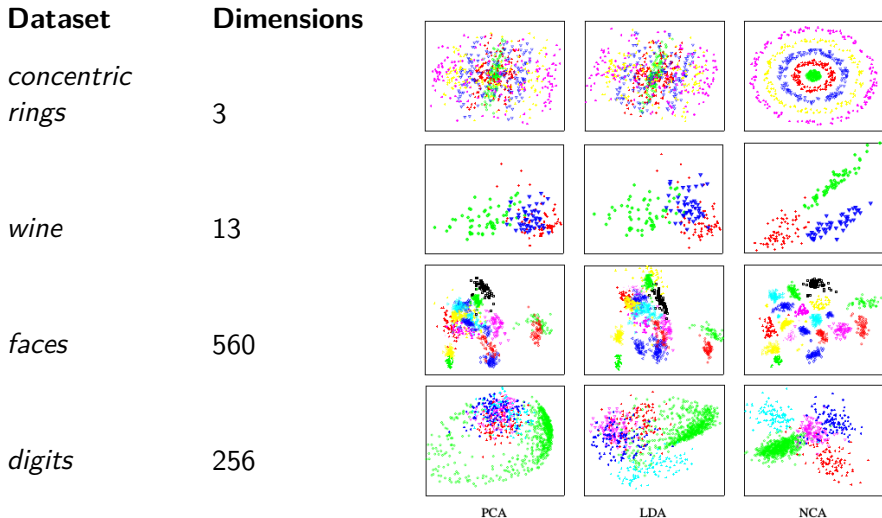 Dataset Dimensions
concentric
rings 3
wine 13
faces 560
digits 256
PCA LDA NCA